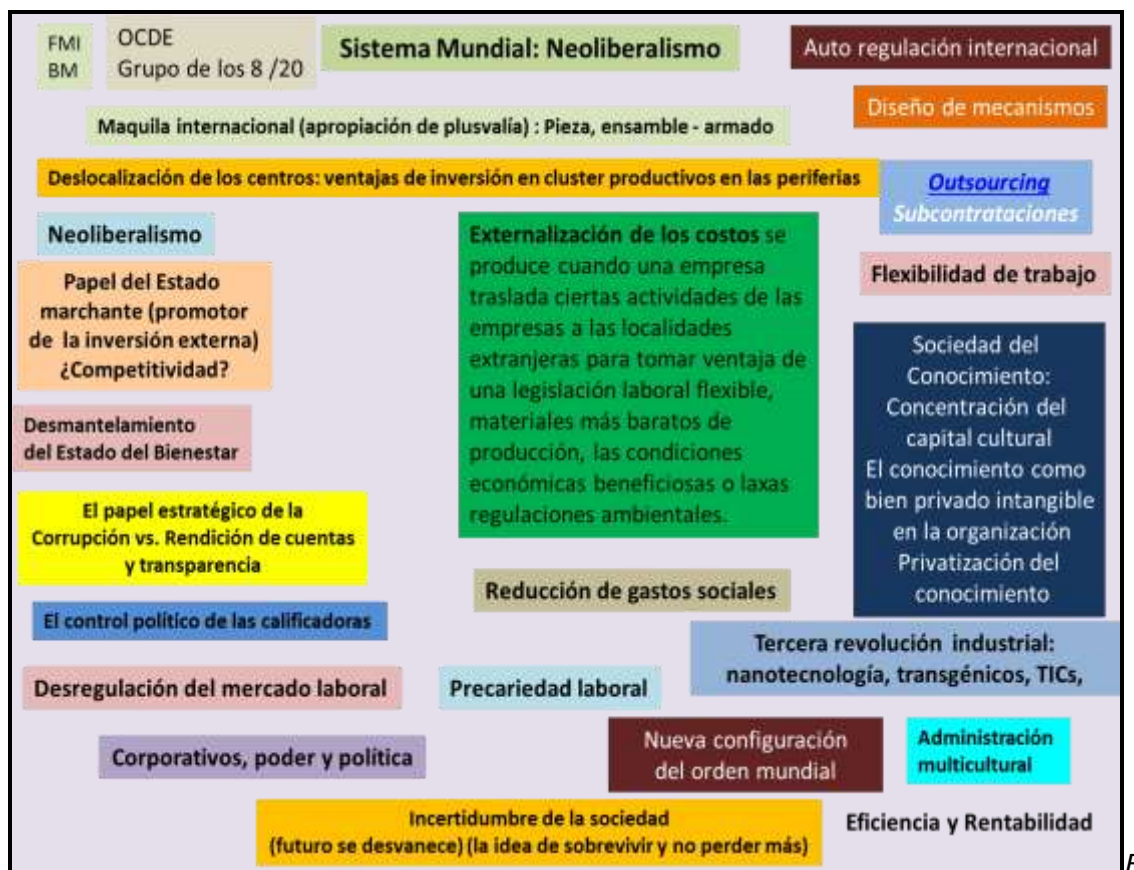 FMI
BM
OCDE
Grupo de los 8 /20
Sistema Mundial: Neoliberalismo
Auto regulación internacional
Diseño de mecanismos
Maquila internacional (apropiación de plusvalía) : Pieza, ensamble - armado
Deslocalización de los centros: ventajas de inversión en cluster productivos en las periferias
Outsourcing
Subcontrataciones
Neoliberalismo
Papel del Estado
marchante (promotor
de la inversión externa)
¿Competitividad?
Externalización de los costos se
produce cuando una empresa
traslada ciertas actividades de las
empresas a las localidades
extranjeras para tomar ventaja de
una legislación laboral flexible,
materiales más baratos de
producción, las condiciones
económicas beneficiosas o laxas
regulaciones ambientales.
Flexibilidad de trabajo
Sociedad del
Conocimiento:
Concentración del
capital cultural
El conocimiento como
bien privado intangible
en la organización
Privatización del
conocimiento
Desmantelamiento
del Estado del Bienestar
El papel estratégico de la
Corrupción vs. Rendición de cuentas
y transparencia
Reducción de gastos sociales
El control político de las calificadoras
Tercera revolución industrial:
nanotecnología, transgénicos, TICs,
Desregulación del mercado laboral
Precariedad laboral
Corporativos, poder y política
Nueva configuración
del orden mundial
Administración
multicultural
Incertidumbre de la sociedad
(futuro se desvanece) (la idea de sobrevivir y no perder más)
Eficiencia y Rentabilidad